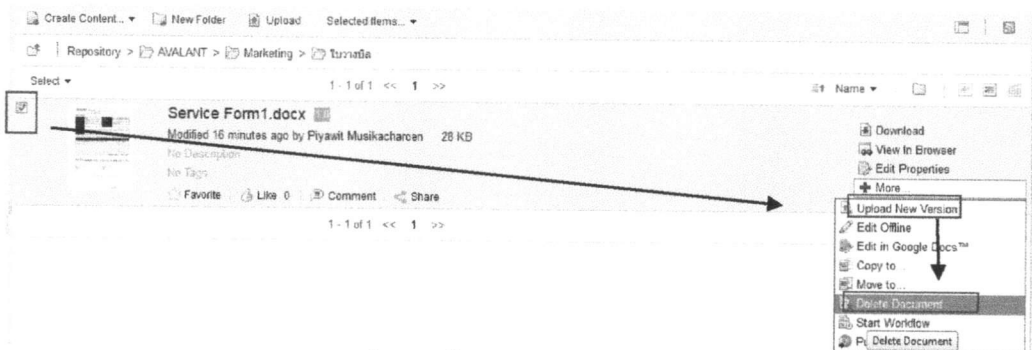 Create Content... New Folder Upload Selected Items...
Repository > AVALANT > Marketing > ใบวางบิล
Select 1 - 1 of 1 << 1 >> Name
Service Form1.docx
Modified 16 minutes ago by Piyawit Musikacharoen 28 KB
No Description
No Tags
Favorite Like 0 Comment Share
1 - 1 of 1 << 1 >>
Download
View In Browser
Edit Properties
More
Upload New Version
Edit Offline
Edit in Google Docs™
Copy to...
Move to...
Delete Document
Start Workflow
Delete Document